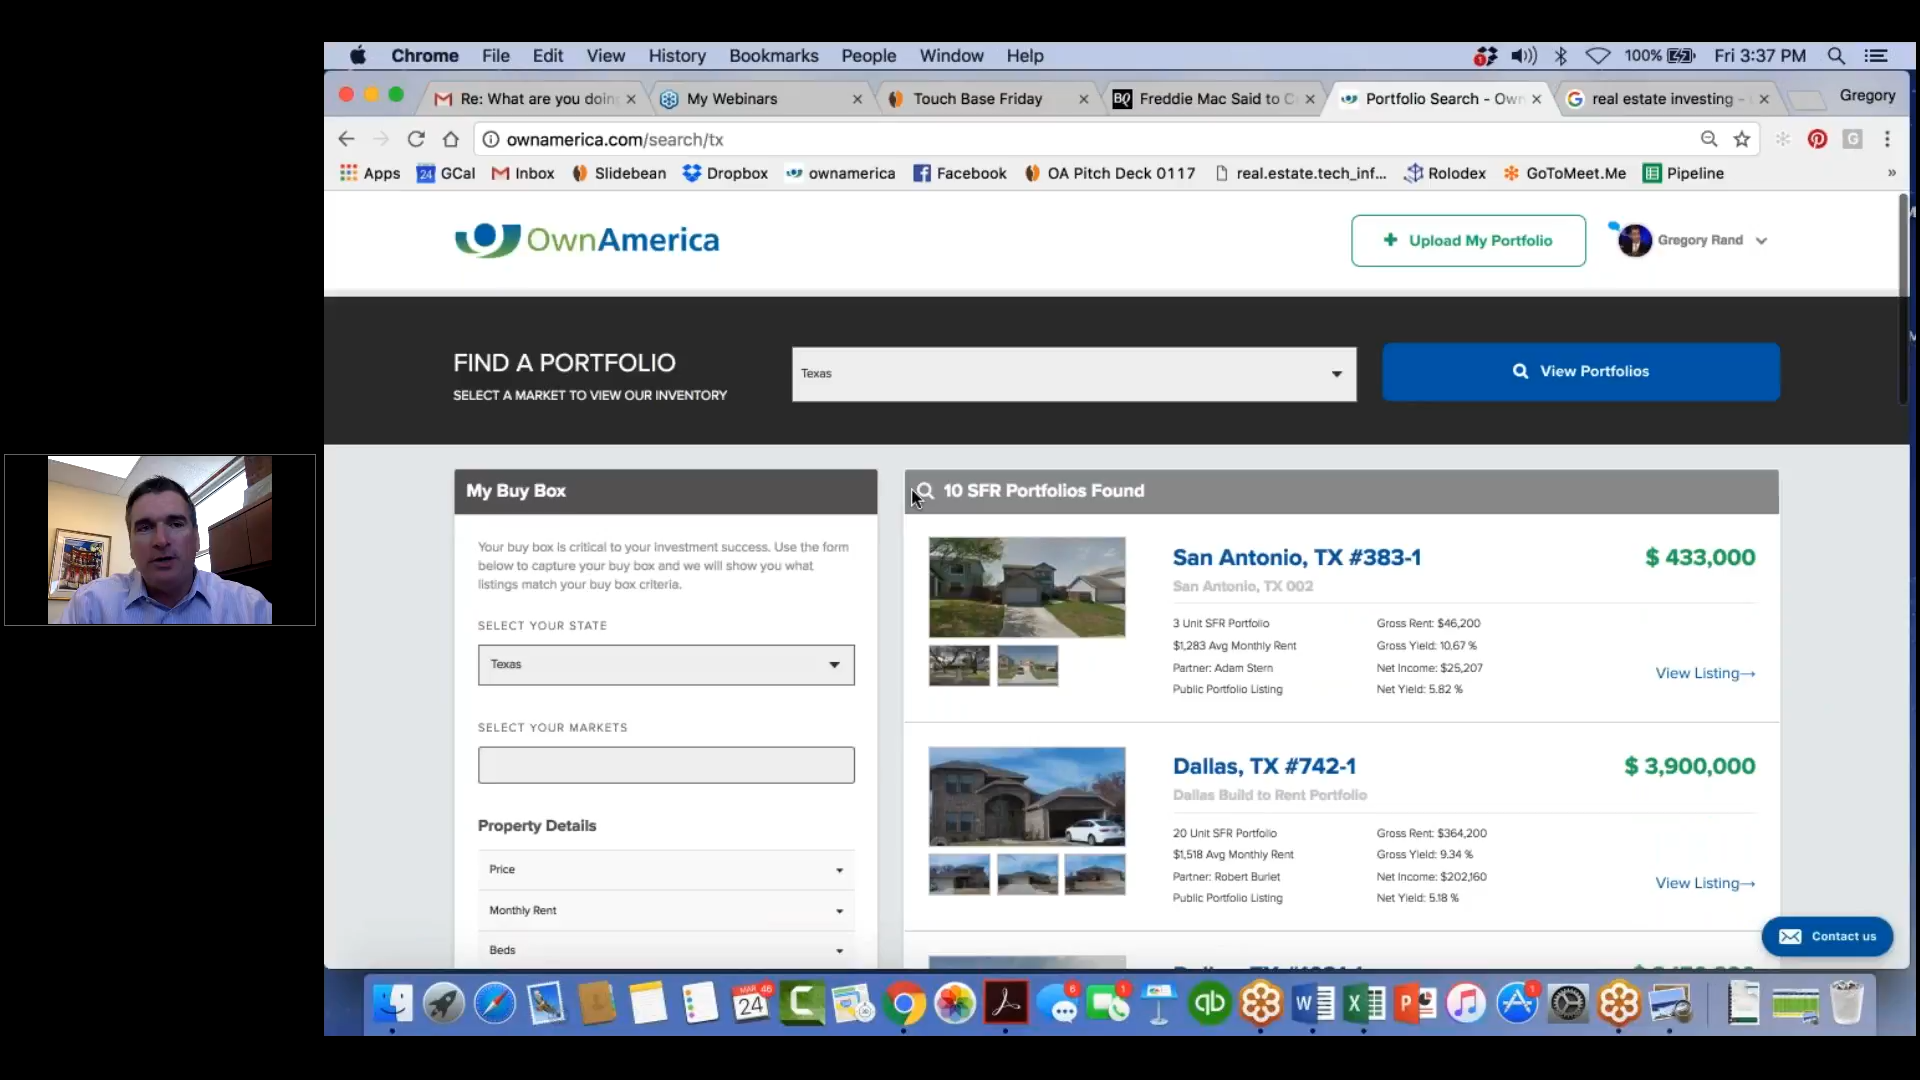 Chrome File Edit View History Bookmarks People Window Help
100% Fri 3:37 PM
Re: What are you doin
My Webinars
Touch Base Friday
BQ Freddie Mac Said to C
Portfolio Search - Own
real estate investing -
Gregory
ownamerica.com/search/tx
Apps
24 GCal
Inbox
Slidebean
Dropbox
ownamerica
Facebook
OA Pitch Deck 0117
real.estate.tech_inf...
Rolodex
GoToMeet.Me
Pipeline
»
OwnAmerica
+ Upload My Portfolio
Gregory Rand
FIND A PORTFOLIO
SELECT A MARKET TO VIEW OUR INVENTORY
Texas
View Portfolios
My Buy Box
Your buy box is critical to your investment success. Use the form
below to capture your buy box and we will show you what
listings match your buy box criteria.
SELECT YOUR STATE
Texas
SELECT YOUR MARKETS
Property Details
Price
Monthly Rent
Beds
10 SFR Portfolios Found
San Antonio, TX #383-1
$ 433,000
San Antonio, TX 002
3 Unit SFR Portfolio
Gross Rent: $46,200
$1,283 Avg Monthly Rent
Gross Yield: 10.67 %
Partner: Adam Stern
Net Income: $25,207
Public Portfolio Listing
Net Yield: 5.82 %
View Listing→
Dallas, TX #742-1
$ 3,900,000
Dallas Build to Rent Portfolio
20 Unit SFR Portfolio
Gross Rent: $364,200
$1,518 Avg Monthly Rent
Gross Yield: 9.34 %
Partner: Robert Burlet
Net Income: $202,160
Public Portfolio Listing
Net Yield: 5.18 %
View Listing→
Contact us
MAR 46
24
6
1
qb
W
X
P
1